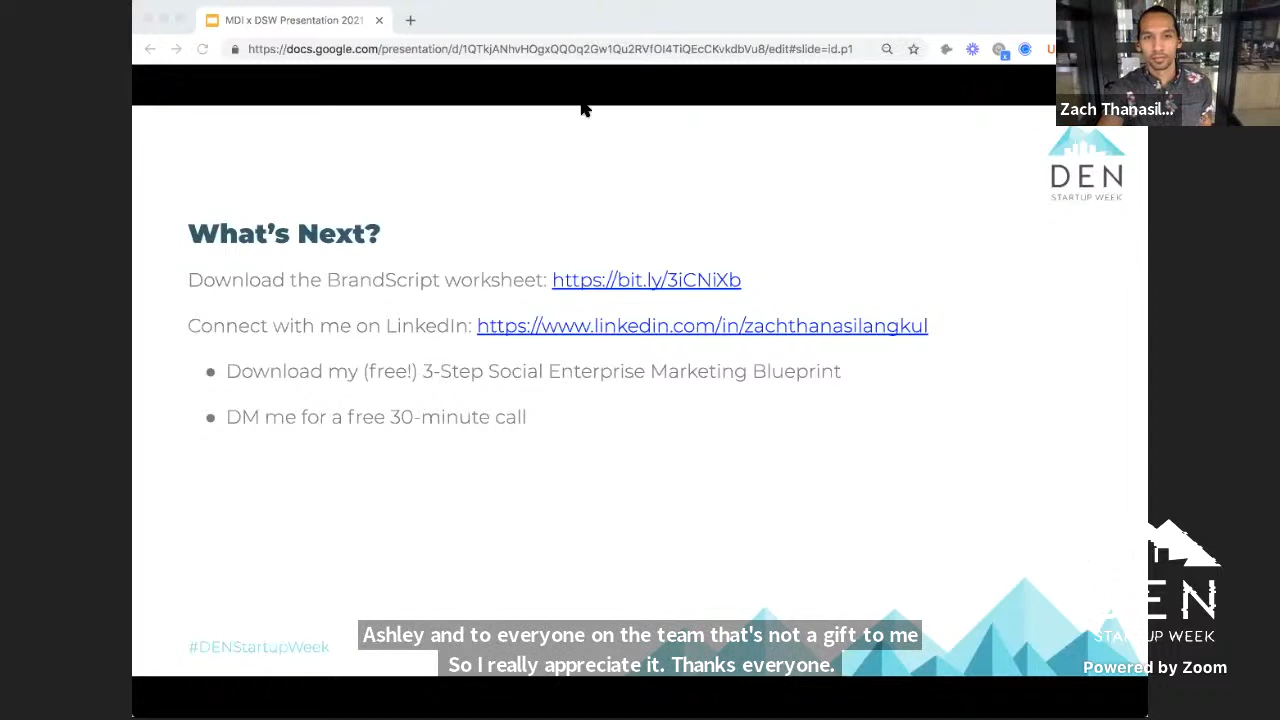 MDI x DSW Presentation 2021
https://docs.google.com/presentation/d/1QTkjANhvHOgxQQOq2Gw1Qu2RVfOI4TiQEcCKvkdbVu8/edit#slide=id.p1
Zach Thanasil...
DEN
STARTUP WEEK
What's Next?
Download the BrandScript worksheet: https://bit.ly/3iCNiXb
Connect with me on LinkedIn: https://www.linkedin.com/in/zachthanasilangkul
● Download my (free!) 3-Step Social Enterprise Marketing Blueprint
● DM me for a free 30-minute call
#DENStartupWeek
Ashley and to everyone on the team that's not a gift to me
So I really appreciate it. Thanks everyone.
DEN
STARTUP WEEK
Powered by Zoom